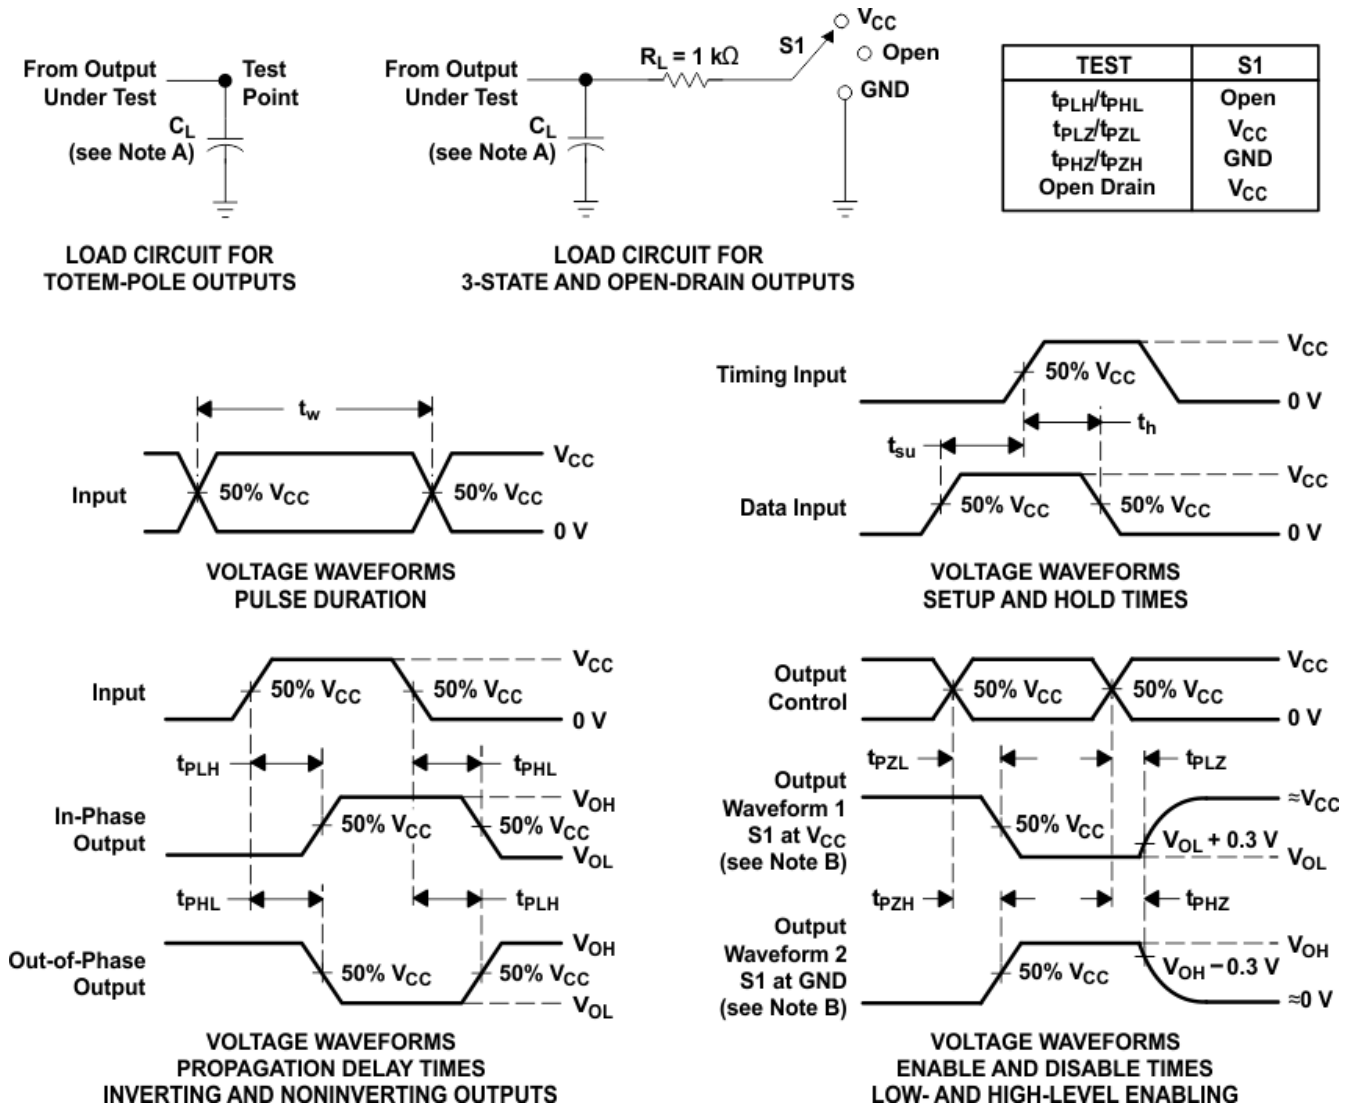 From Output
Under Test
Test
Point
CL
(see Note A)
LOAD CIRCUIT FOR
TOTEM-POLE OUTPUTS
From Output
Under Test
RL = 1 kΩ
S1
VCC
Open
GND
CL
(see Note A)
LOAD CIRCUIT FOR
3-STATE AND OPEN-DRAIN OUTPUTS
TEST S1
tPLH/tPHL Open
tPLZ/tPZL VCC
tPHZ/tPZH GND
Open Drain VCC
tw
Input
50% VCC
50% VCC
VCC
0 V
VOLTAGE WAVEFORMS
PULSE DURATION
Timing Input
50% VCC
VCC
0 V
tsu
th
Data Input
50% VCC
50% VCC
VCC
0 V
VOLTAGE WAVEFORMS
SETUP AND HOLD TIMES
Input
50% VCC
50% VCC
VCC
0 V
tPLH
tPHL
In-Phase
Output
50% VCC
50% VCC
VOH
VOL
tPHL
tPLH
Out-of-Phase
Output
50% VCC
50% VCC
VOH
VOL
VOLTAGE WAVEFORMS
PROPAGATION DELAY TIMES
INVERTING AND NONINVERTING OUTPUTS
Output
Control
50% VCC
50% VCC
VCC
0 V
tPZL
tPLZ
Output
Waveform 1
S1 at VCC
(see Note B)
50% VCC
VOL + 0.3 V
≈VCC
VOL
tPZH
tPHZ
Output
Waveform 2
S1 at GND
(see Note B)
50% VCC
VOH − 0.3 V
VOH
≈0 V
VOLTAGE WAVEFORMS
ENABLE AND DISABLE TIMES
LOW- AND HIGH-LEVEL ENABLING